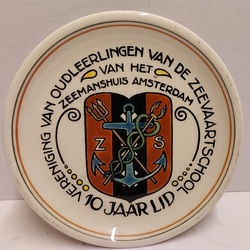 VEREENIGING VAN OUDLEERLINGEN VAN DE ZEEVAARTSCHOOL
VAN HET
ZEEMANSHUIS AMSTERDAM
Z S
10 JAAR LID